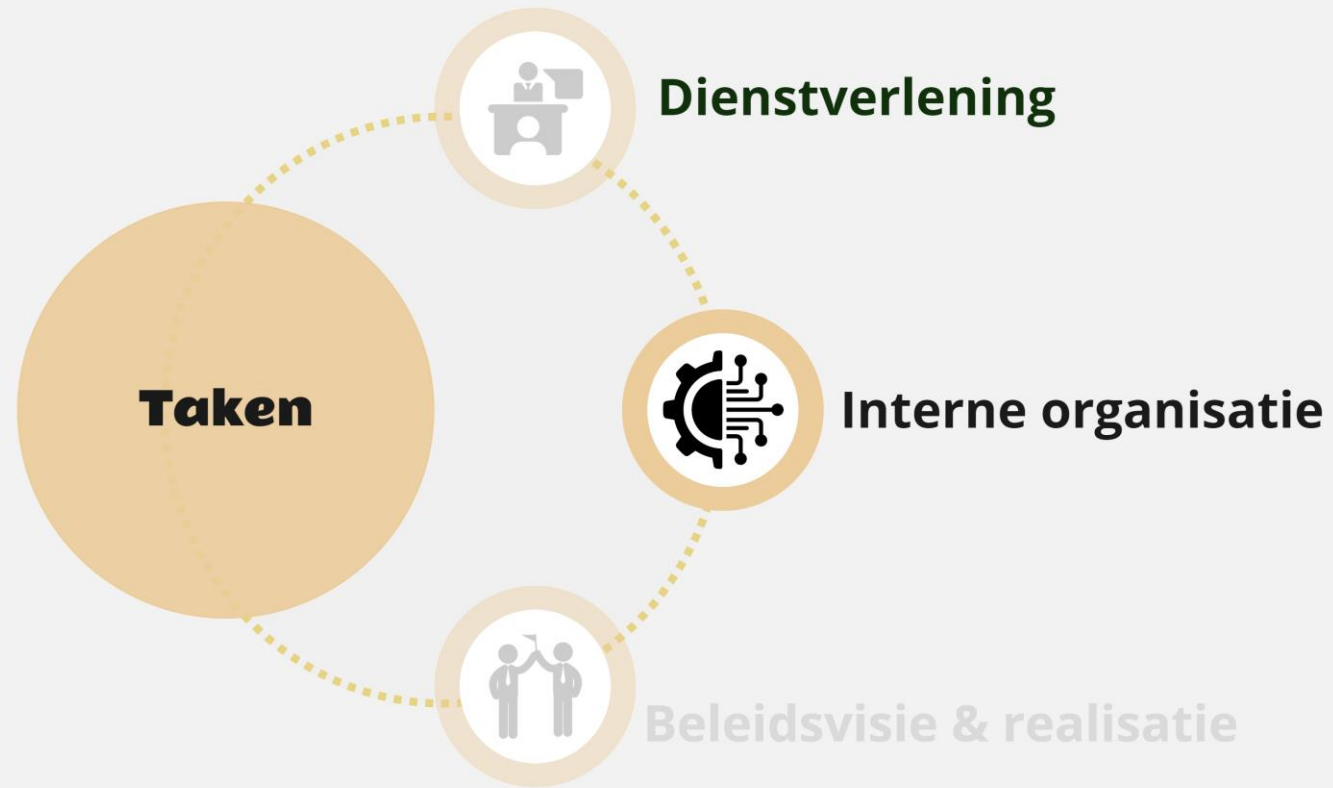 Dienstverlening
Taken
Interne organisatie
Beleidsvisie & realisatie